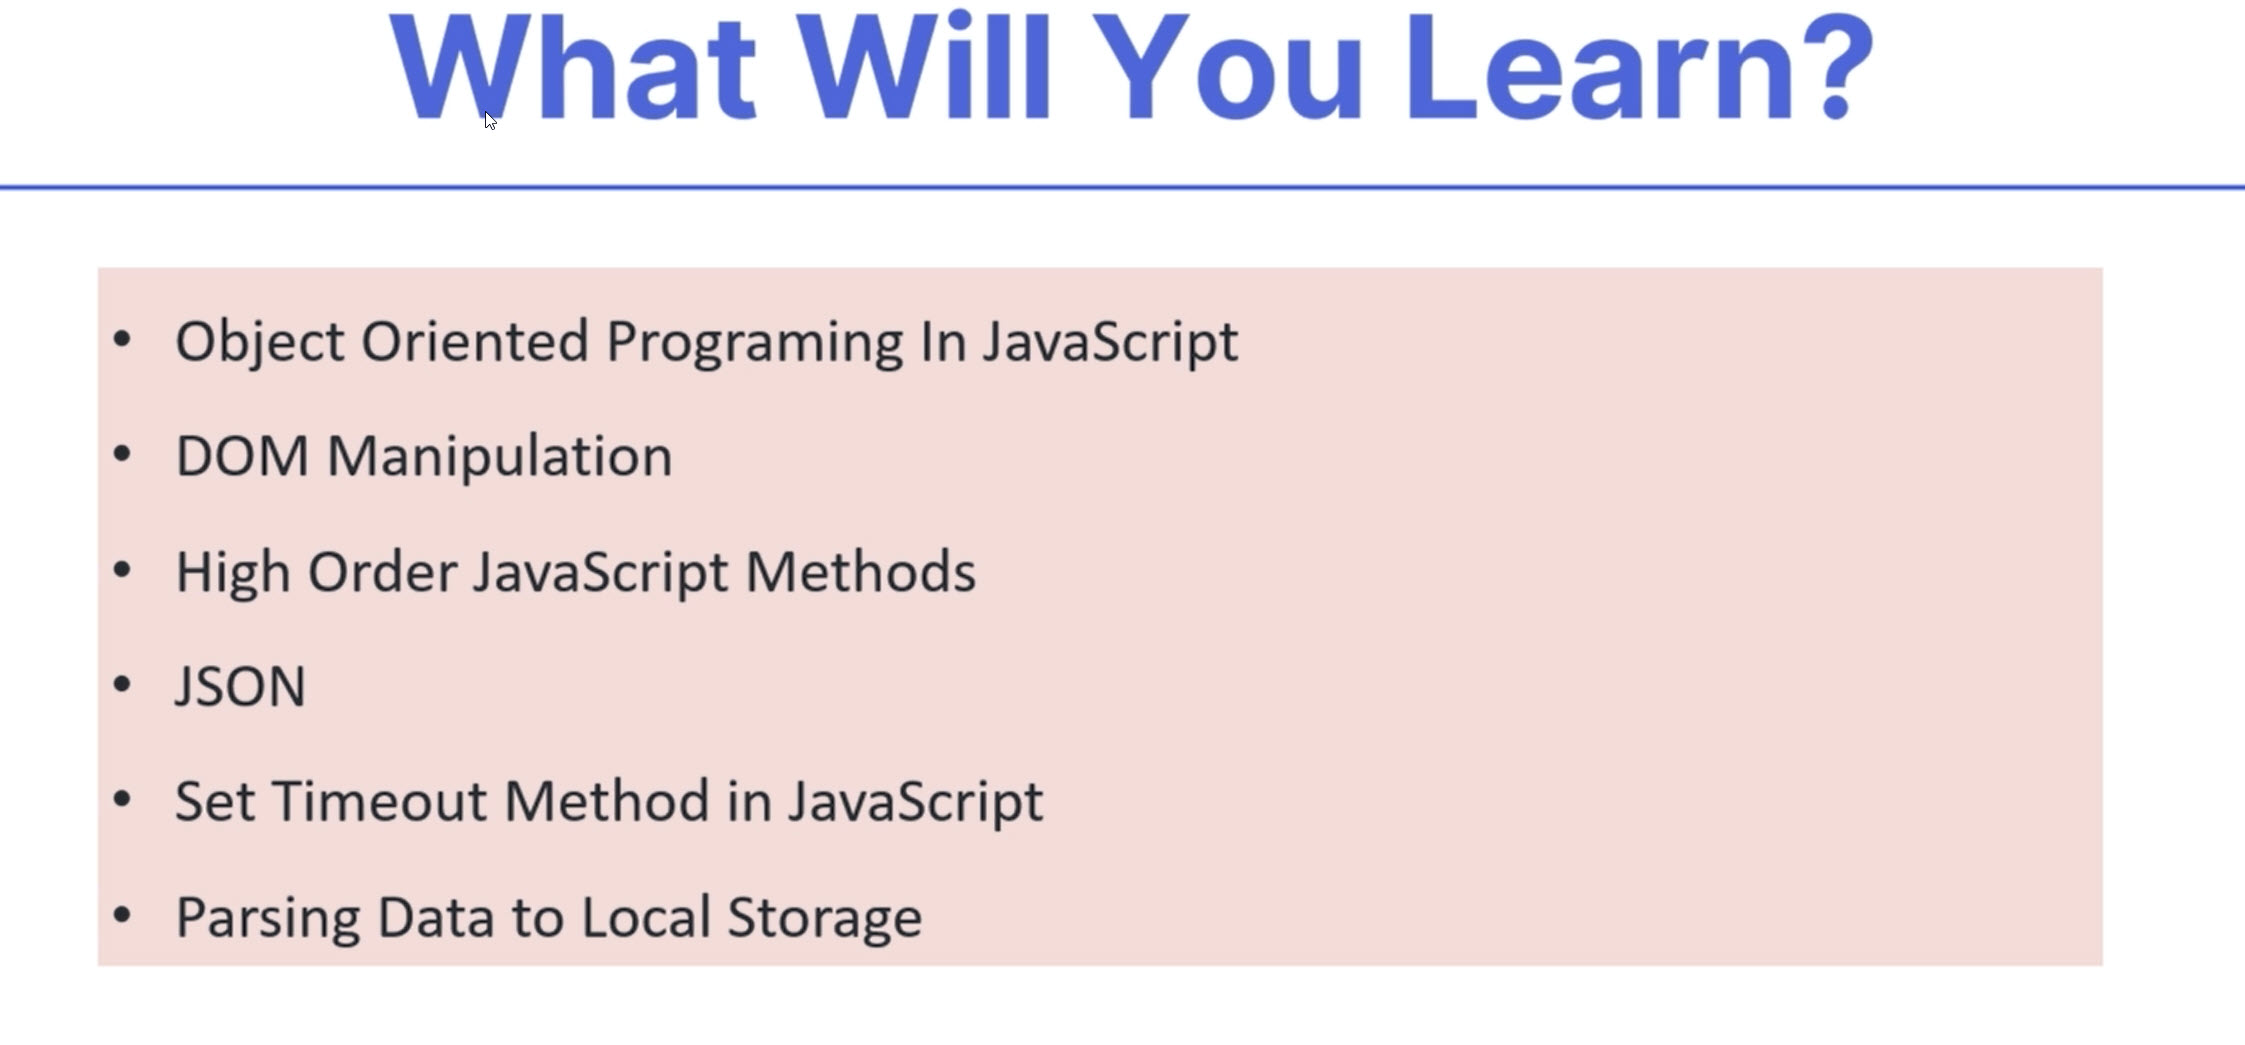 What Will You Learn?
• Object Oriented Programing In JavaScript
• DOM Manipulation
• High Order JavaScript Methods
• JSON
• Set Timeout Method in JavaScript
• Parsing Data to Local Storage